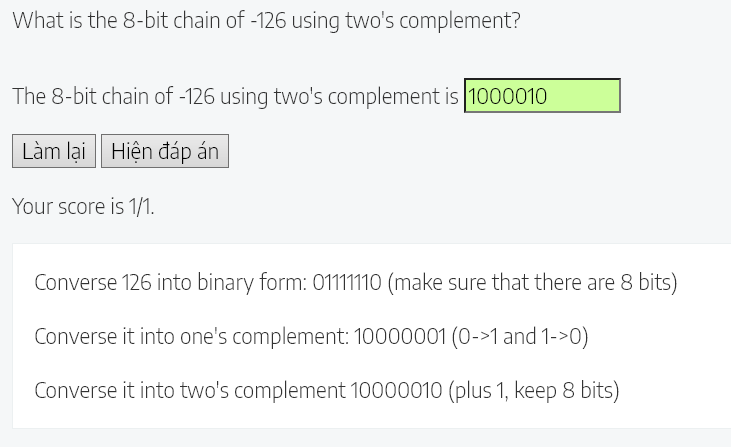 What is the 8-bit chain of -126 using two's complement?
The 8-bit chain of -126 using two's complement is 1000010
Làm lại Hiện đáp án
Your score is 1/1.
Converse 126 into binary form: 01111110 (make sure that there are 8 bits)
Converse it into one's complement: 10000001 (0->1 and 1->0)
Converse it into two's complement 10000010 (plus 1, keep 8 bits)